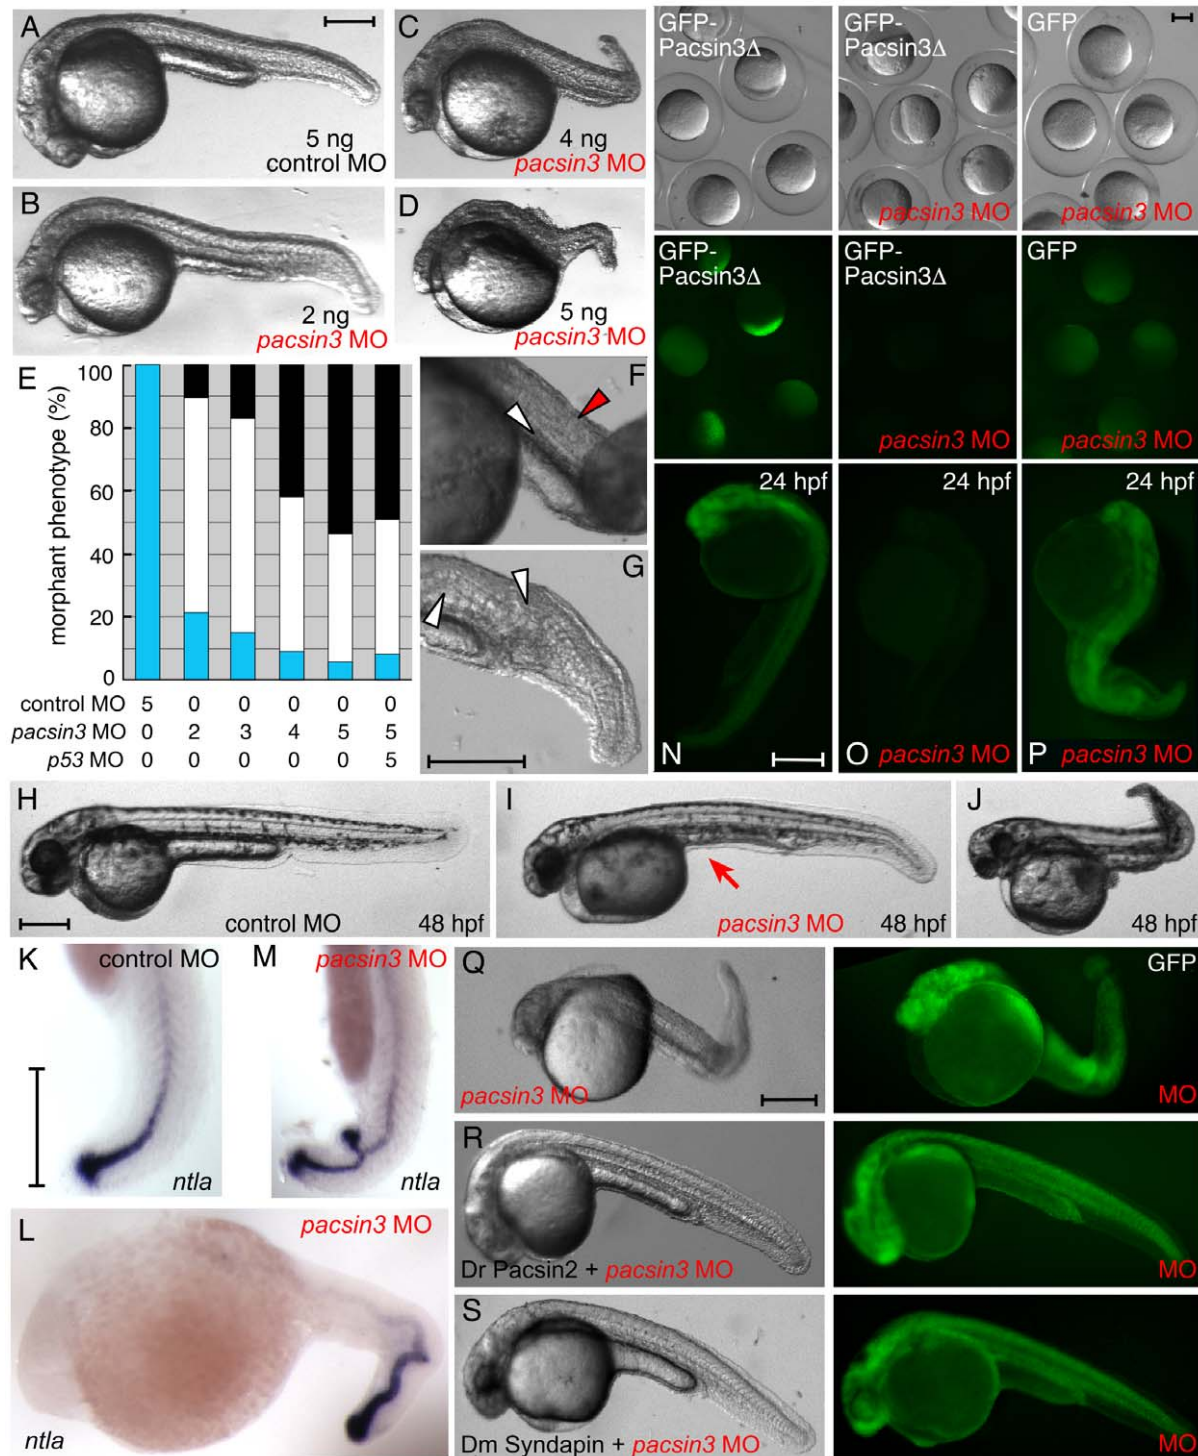 A
5 ng
control MO
C
4 ng
pacsin3 MO
B
2 ng
pacsin3 MO
D
5 ng
pacsin3 MO
GFP-
Pacsin3Δ
GFP-
Pacsin3Δ
pacsin3 MO
GFP
pacsin3 MO
GFP-
Pacsin3Δ
GFP-
Pacsin3Δ
pacsin3 MO
GFP
pacsin3 MO
24 hpf
N
24 hpf
O pacsin3 MO
24 hpf
P pacsin3 MO
E
morphant phenotype (%)
100
80
60
40
20
0
control MO 5 0 0 0 0 0
pacsin3 MO 0 2 3 4 5 5
p53 MO 0 0 0 0 0 5
F
G
H
control MO 48 hpf
I
pacsin3 MO 48 hpf
J
48 hpf
K control MO
ntla
M pacsin3 MO
ntla
L pacsin3 MO
ntla
Q
pacsin3 MO
GFP
MO
R
Dr Pacsin2 + pacsin3 MO
MO
S
Dm Syndapin + pacsin3 MO
MO